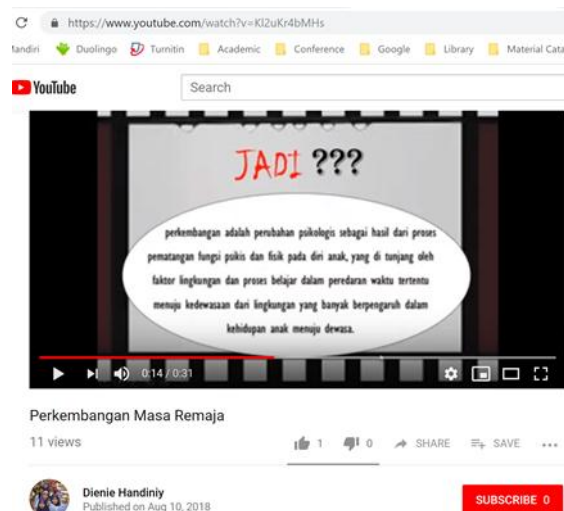 https://www.youtube.com/watch?v=Kl2uKr4bMHs
Mandiri Duolingo Turnitin Academic Conference Google Library Material Cata
YouTube Search
JADI ???
perkembangan adalah perubahan psikologis sebagai hasil dari proses
pematangan fungsi psikis dan fisik pada diri anak, yang di tunjang oleh
faktor lingkungan dan proses belajar dalam peredaran waktu tertentu
menuju kedewasaan dari lingkungan yang banyak berpengaruh dalam
kehidupan anak menuju dewasa.
0:14 / 0:31
Perkembangan Masa Remaja
11 views 1 0 SHARE SAVE
Dienie Handiniy
Published on Aug 10, 2018
SUBSCRIBE 0